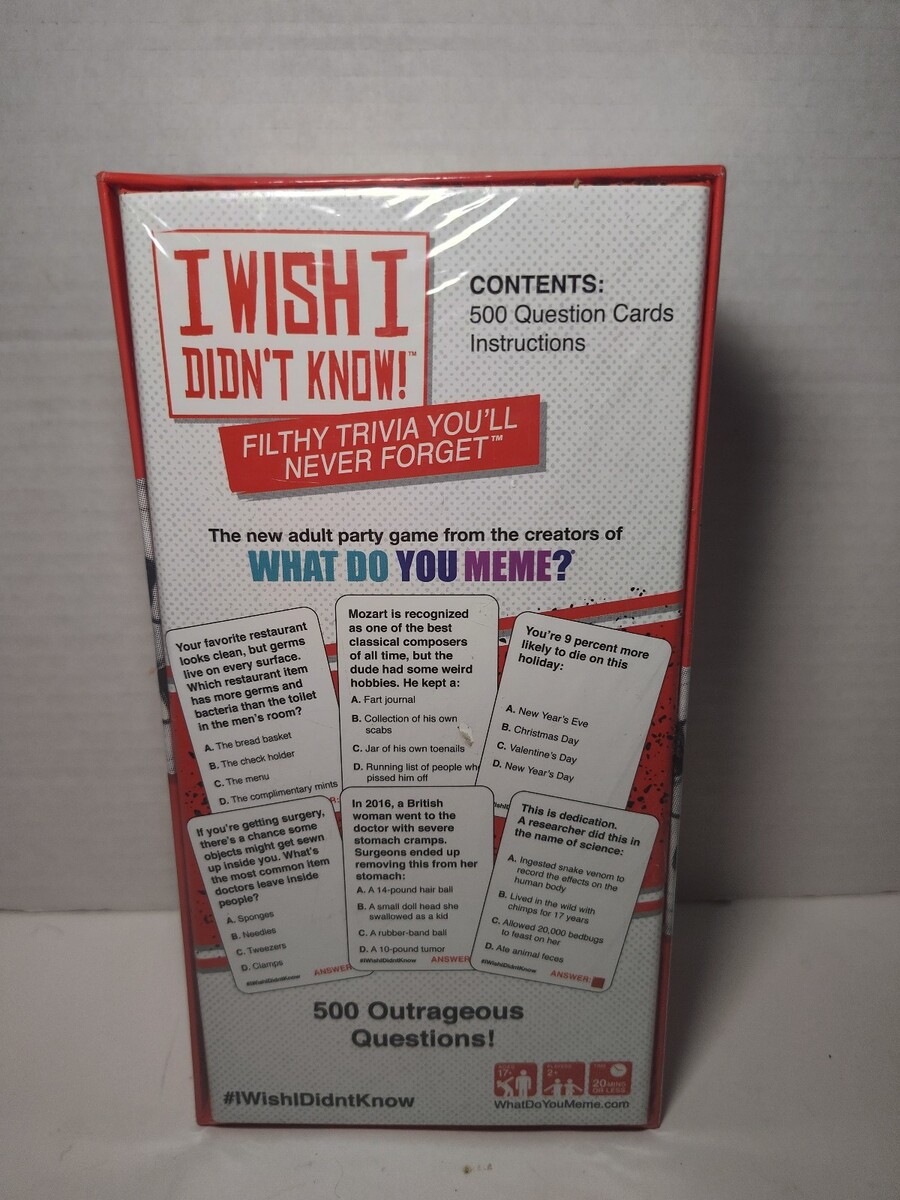 I WISH I
DIDN'T KNOW!™
FILTHY TRIVIA YOU'LL
NEVER FORGET™
CONTENTS:
500 Question Cards
Instructions
The new adult party game from the creators of
WHAT DO YOU MEME?
Your favorite restaurant
looks clean, but germs
live on every surface.
Which restaurant item
has more germs and
bacteria than the toilet
in the men's room?
A. The bread basket
B. The check holder
C. The menu
D. The complimentary mints
Mozart is recognized
as one of the best
classical composers
of all time, but the
dude had some weird
hobbies. He kept a:
A. Fart journal
B. Collection of his own
scabs
C. Jar of his own toenails
D. Running list of people who
pissed him off
You're 9 percent more
likely to die on this
holiday:
A. New Year's Eve
B. Christmas Day
C. Valentine's Day
D. New Year's Day
If you're getting surgery,
there's a chance some
objects might get sewn
up inside you. What's
the most common item
doctors leave inside
people?
A. Sponges
B. Needles
C. Tweezers
D. Clamps
#IWishIDidntKnow ANSWER:
In 2016, a British
woman went to the
doctor with severe
stomach cramps.
Surgeons ended up
removing this from her
stomach:
A. A 14-pound hair ball
B. A small doll head she
swallowed as a kid
C. A rubber-band ball
D. A 10-pound tumor
#IWishIDidntKnow ANSWER
This is dedication.
A researcher did this in
the name of science:
A. Ingested snake venom to
record the effects on the
human body
B. Lived in the wild with
chimps for 17 years
C. Allowed 20,000 bedbugs
to feast on her
D. Ate animal feces
#IWishIDidntKnow ANSWER:
500 Outrageous
Questions!
17+ PLAYERS 2+ TIME 20 MINS OR LESS
#IWishIDidntKnow
WhatDoYouMeme.com